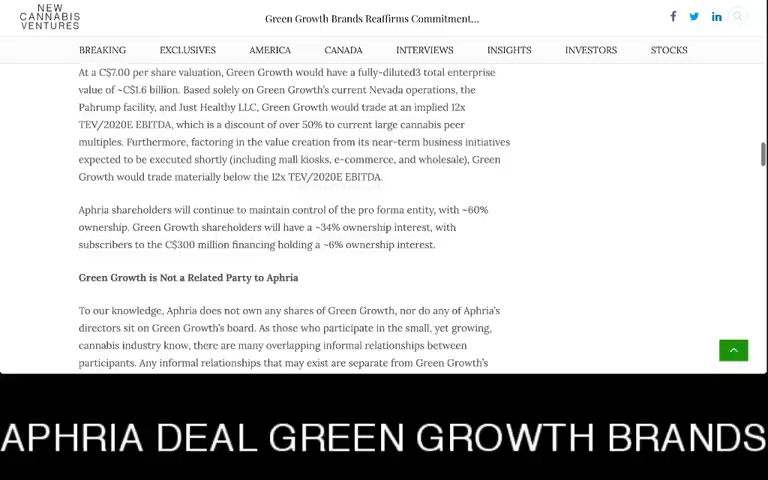 NEW
CANNABIS
VENTURES
Green Growth Brands Reaffirms Commitment...
BREAKING EXCLUSIVES AMERICA CANADA INTERVIEWS INSIGHTS INVESTORS STOCKS
At a C$7.00 per share valuation, Green Growth would have a fully-diluted3 total enterprise
value of ~C$1.6 billion. Based solely on Green Growth's current Nevada operations, the
Pahrump facility, and Just Healthy LLC, Green Growth would trade at an implied 12x
TEV/2020E EBITDA, which is a discount of over 50% to current large cannabis peer
multiples. Furthermore, factoring in the value creation from its near-term business initiatives
expected to be executed shortly (including mall kiosks, e-commerce, and wholesale), Green
Growth would trade materially below the 12x TEV/2020E EBITDA.
Aphria shareholders will continue to maintain control of the pro forma entity, with ~60%
ownership. Green Growth shareholders will have a ~34% ownership interest, with
subscribers to the C$300 million financing holding a ~6% ownership interest.
Green Growth is Not a Related Party to Aphria
To our knowledge, Aphria does not own any shares of Green Growth, nor do any of Aphria's
directors sit on Green Growth's board. As those who participate in the small, yet growing,
cannabis industry know, there are many overlapping informal relationships between
participants. Any informal relationships that may exist are separate from Green Growth's
APHRIA DEAL GREEN GROWTH BRANDS